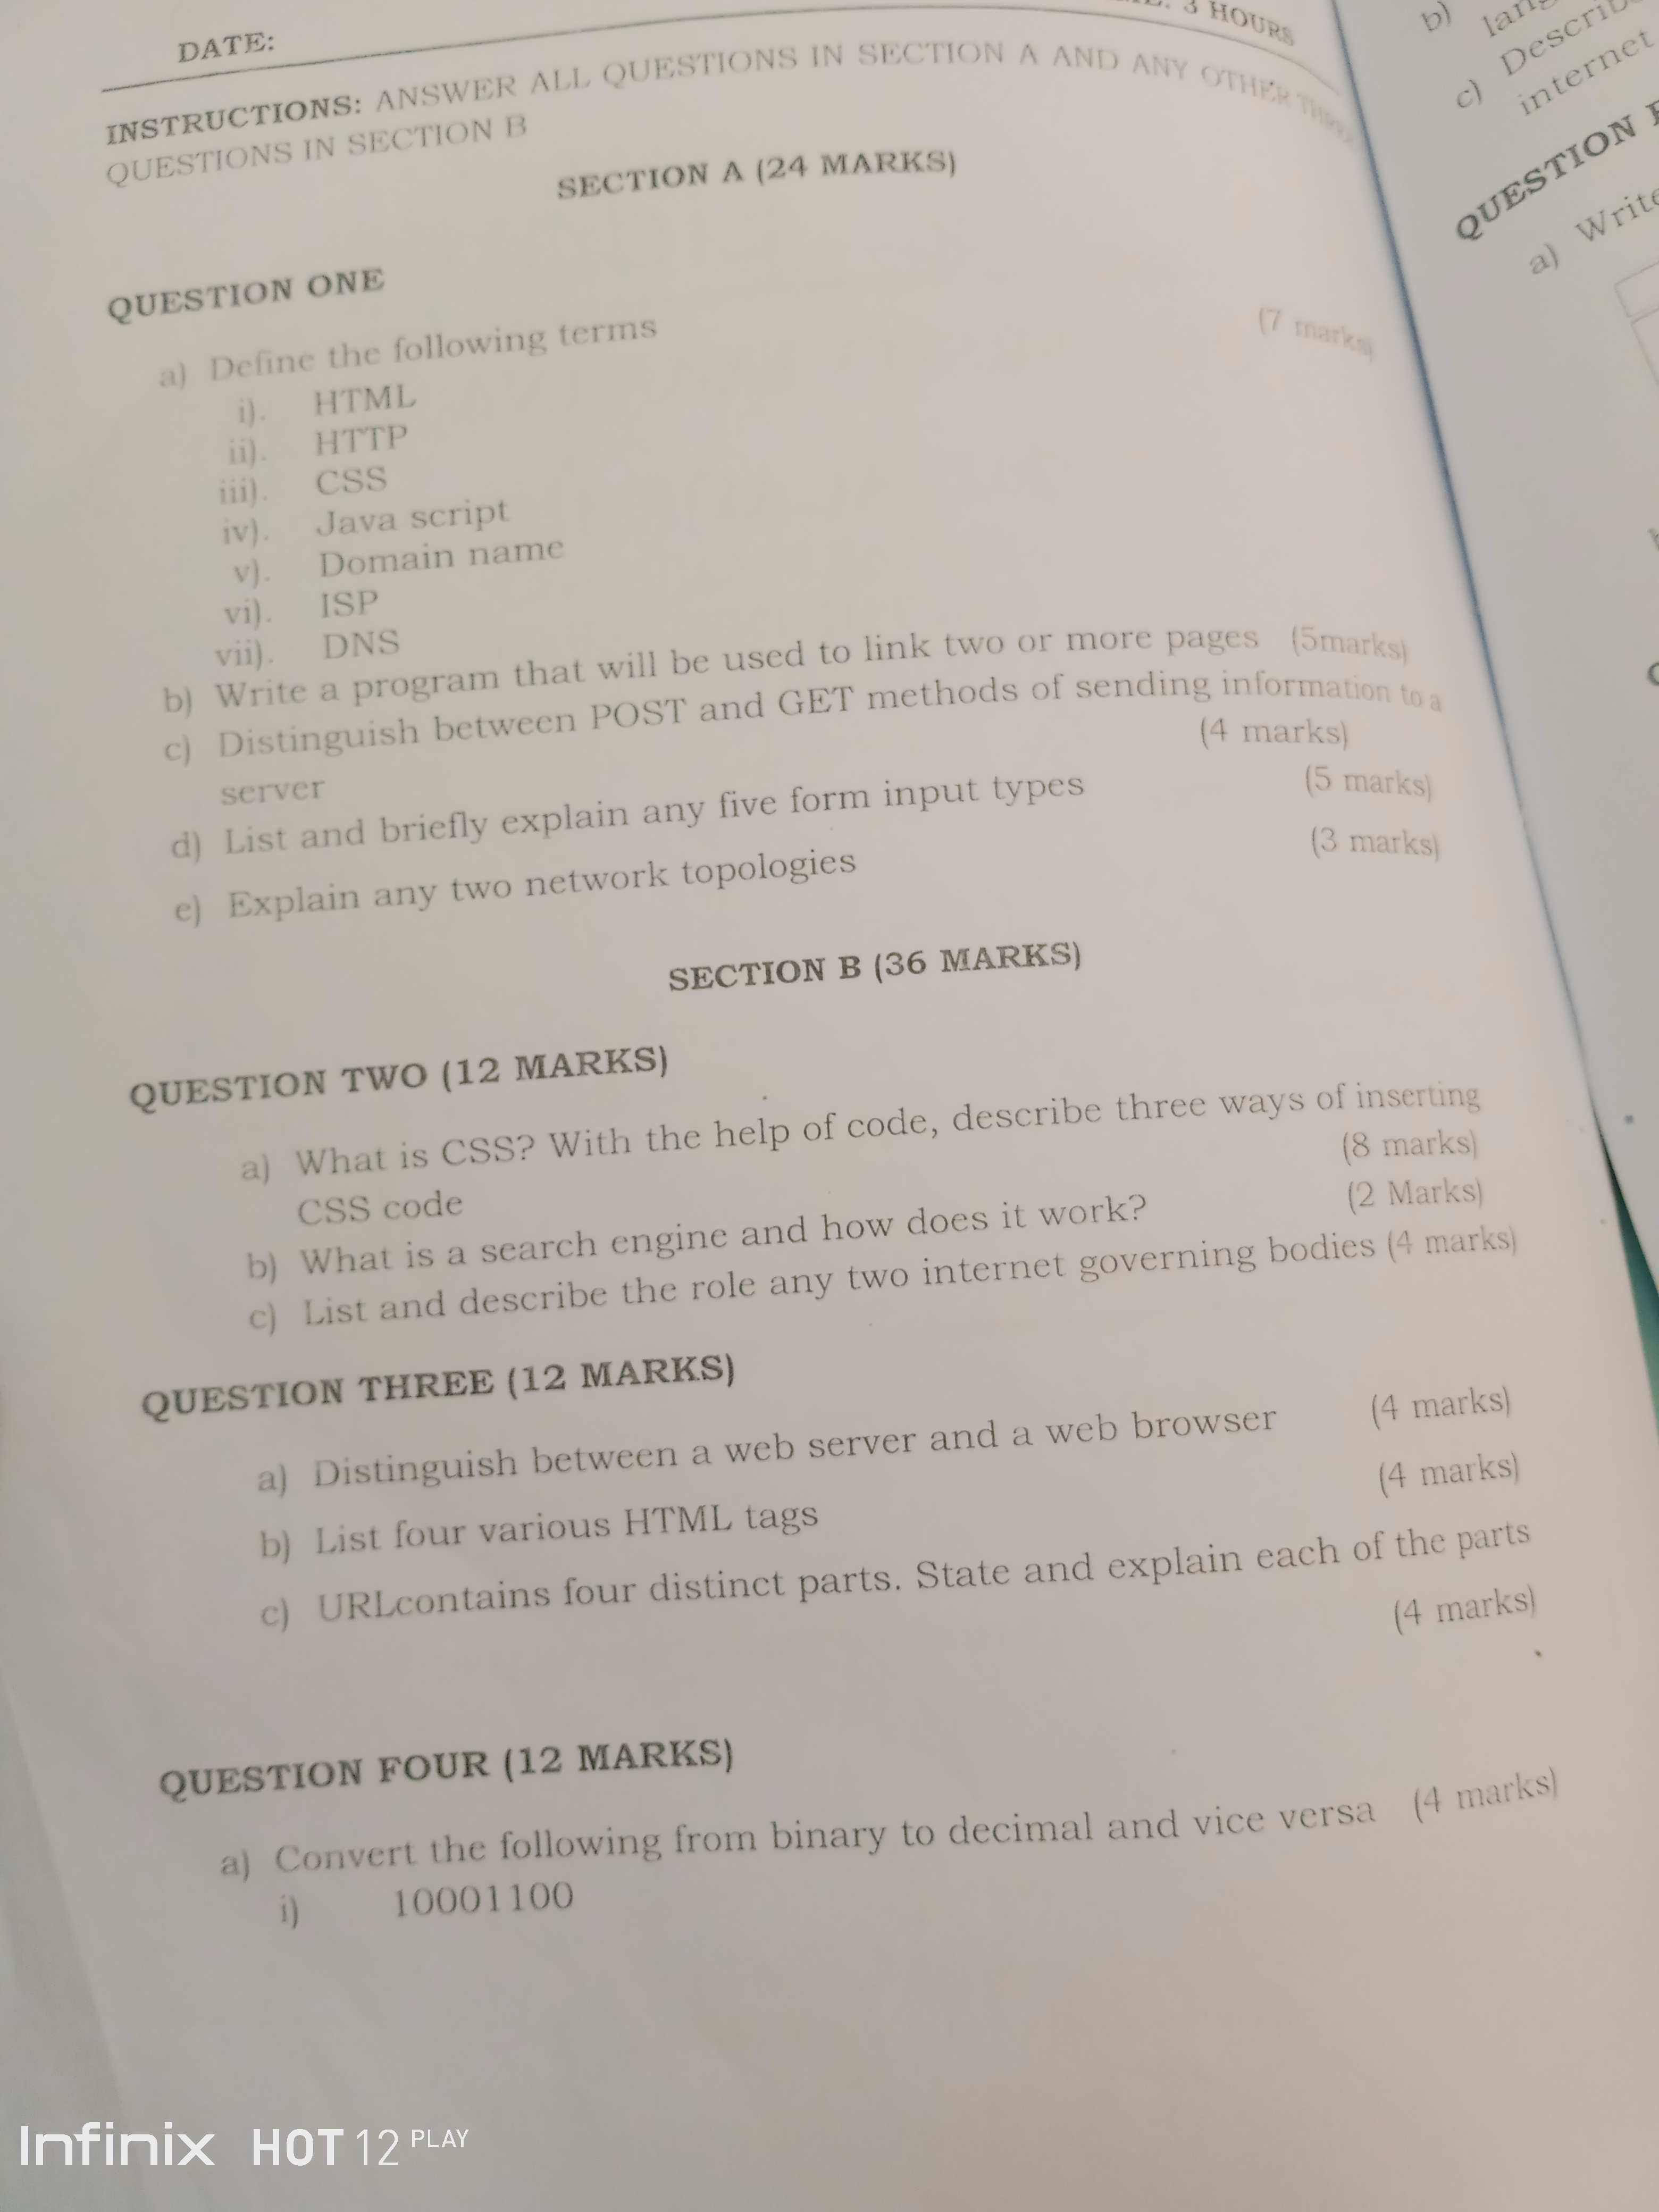 DATE:
3 HOURS
INSTRUCTIONS: ANSWER ALL QUESTIONS IN SECTION A AND ANY OTHER THREE
QUESTIONS IN SECTION B
SECTION A (24 MARKS)
QUESTION ONE
a) Define the following terms (7 marks)
i). HTML
ii). HTTP
iii). CSS
iv). Java script
v). Domain name
vi). ISP
vii). DNS
b) Write a program that will be used to link two or more pages (5marks)
c) Distinguish between POST and GET methods of sending information to a
server (4 marks)
d) List and briefly explain any five form input types (5 marks)
e) Explain any two network topologies (3 marks)
SECTION B (36 MARKS)
QUESTION TWO (12 MARKS)
a) What is CSS? With the help of code, describe three ways of inserting
CSS code (8 marks)
b) What is a search engine and how does it work? (2 Marks)
c) List and describe the role any two internet governing bodies (4 marks)
QUESTION THREE (12 MARKS)
a) Distinguish between a web server and a web browser (4 marks)
b) List four various HTML tags (4 marks)
c) URLcontains four distinct parts. State and explain each of the parts
(4 marks)
QUESTION FOUR (12 MARKS)
a) Convert the following from binary to decimal and vice versa (4 marks)
i) 10001100
b)
c)
internet
QUESTION
a) Write
Infinix HOT 12 PLAY